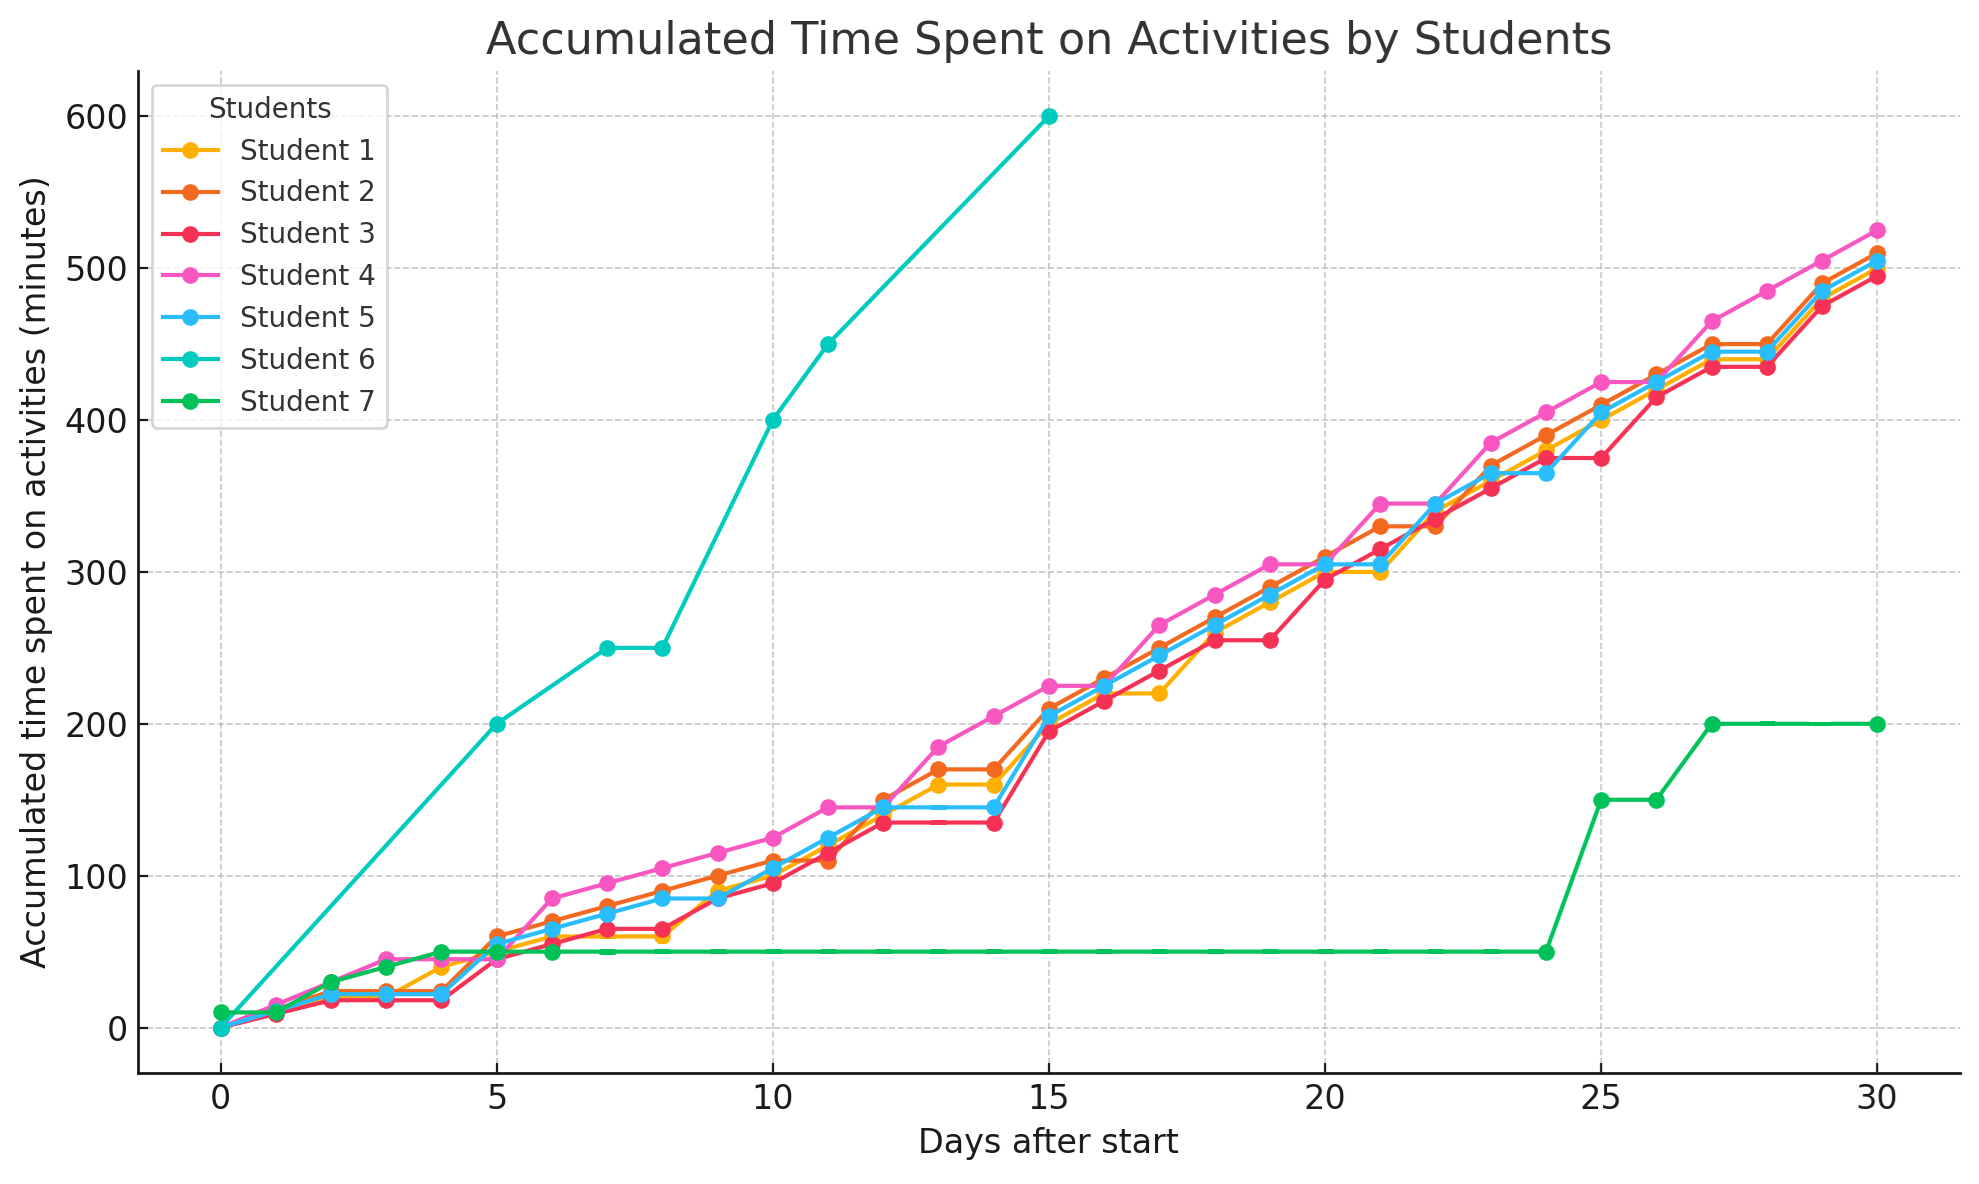 Accumulated Time Spent on Activities by Students
Accumulated time spent on activities (minutes)
600
500
400
300
200
100
0
Students
Student 1
Student 2
Student 3
Student 4
Student 5
Student 6
Student 7
0 5 10 15 20 25 30
Days after start